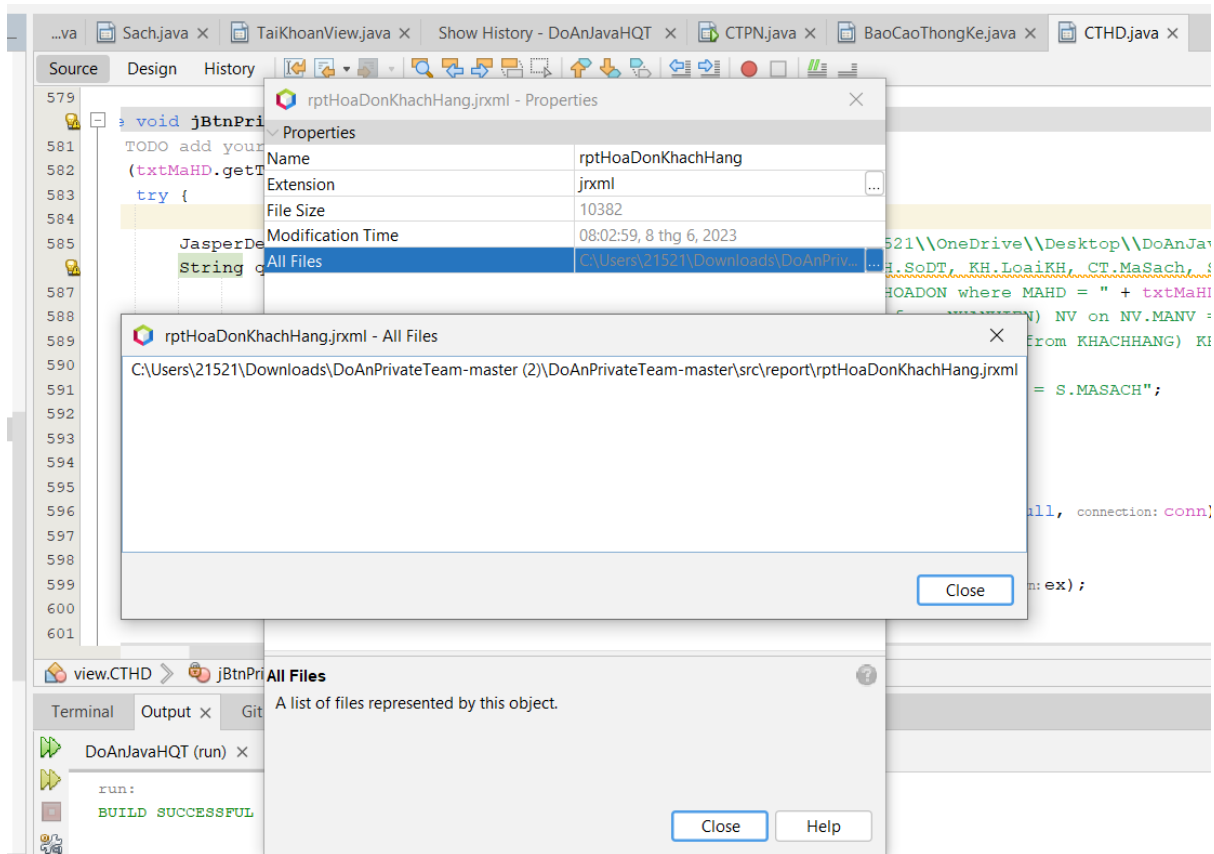 ...va Sach.java × TaiKhoanView.java × Show History - DoAnJavaHQT × CTPN.java × BaoCaoThongKe.java × CTHD.java ×
Source Design History
rptHoaDonKhachHang.jrxml - Properties
Properties
Name rptHoaDonKhachHang
Extension jrxml ...
File Size 10382
Modification Time 08:02:59, 8 thg 6, 2023
All Files C:\Users\21521\Downloads\DoAnPriv... ...
579
void jBtnPri
581 TODO add your
582 (txtMaHD.getT
583 try {
584
585 JasperDe 521\\OneDrive\\Desktop\\DoAnJav
String q H.SoDT, KH.LoaiKH, CT.MaSach, S
587 HOADON where MAHD = " + txtMaHD
588 NV on NV.MANV =
589 from KHACHHANG) KH
590
591 = S.MASACH";
592
593
594
595
596 ull, connection: conn)
597
598
599 ex);
600
601
rptHoaDonKhachHang.jrxml - All Files
C:\Users\21521\Downloads\DoAnPrivateTeam-master (2)\DoAnPrivateTeam-master\src\report\rptHoaDonKhachHang.jrxml
Close
view.CTHD jBtnPri
All Files
A list of files represented by this object.
Terminal Output × Git
DoAnJavaHQT (run) ×
run:
BUILD SUCCESSFUL
Close Help